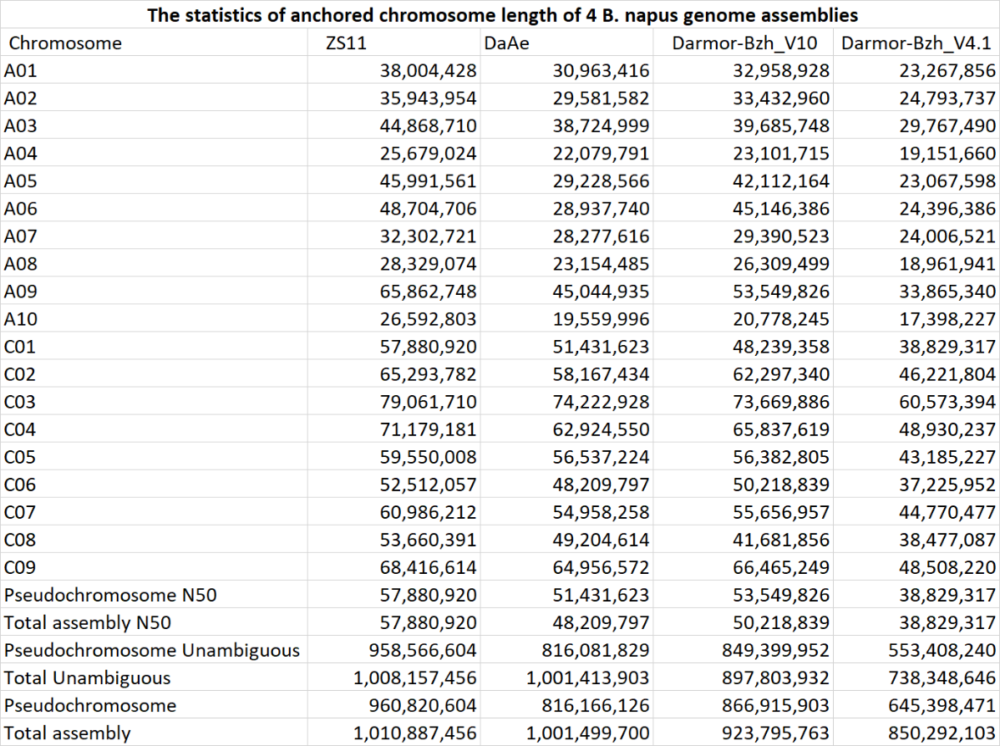 The statistics of anchored chromosome length of 4 B. napus genome assemblies
Chromosome ZS11 DaAe Darmor-Bzh_V10 Darmor-Bzh_V4.1
A01 38,004,428 30,963,416 32,958,928 23,267,856
A02 35,943,954 29,581,582 33,432,960 24,793,737
A03 44,868,710 38,724,999 39,685,748 29,767,490
A04 25,679,024 22,079,791 23,101,715 19,151,660
A05 45,991,561 29,228,566 42,112,164 23,067,598
A06 48,704,706 28,937,740 45,146,386 24,396,386
A07 32,302,721 28,277,616 29,390,523 24,006,521
A08 28,329,074 23,154,485 26,309,499 18,961,941
A09 65,862,748 45,044,935 53,549,826 33,865,340
A10 26,592,803 19,559,996 20,778,245 17,398,227
C01 57,880,920 51,431,623 48,239,358 38,829,317
C02 65,293,782 58,167,434 62,297,340 46,221,804
C03 79,061,710 74,222,928 73,669,886 60,573,394
C04 71,179,181 62,924,550 65,837,619 48,930,237
C05 59,550,008 56,537,224 56,382,805 43,185,227
C06 52,512,057 48,209,797 50,218,839 37,225,952
C07 60,986,212 54,958,258 55,656,957 44,770,477
C08 53,660,391 49,204,614 41,681,856 38,477,087
C09 68,416,614 64,956,572 66,465,249 48,508,220
Pseudochromosome N50 57,880,920 51,431,623 53,549,826 38,829,317
Total assembly N50 57,880,920 48,209,797 50,218,839 38,829,317
Pseudochromosome Unambiguous 958,566,604 816,081,829 849,399,952 553,408,240
Total Unambiguous 1,008,157,456 1,001,413,903 897,803,932 738,348,646
Pseudochromosome 960,820,604 816,166,126 866,915,903 645,398,471
Total assembly 1,010,887,456 1,001,499,700 923,795,763 850,292,103